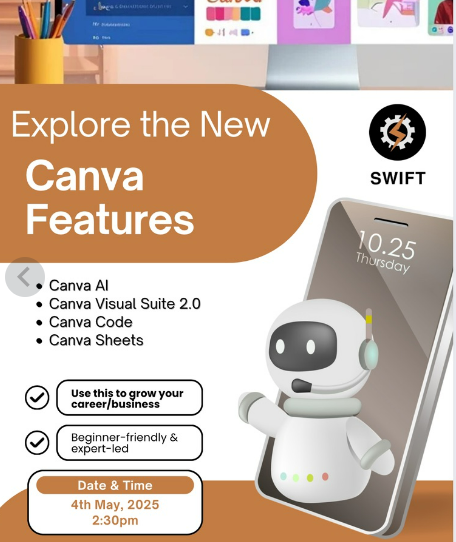 Explore the New
Canva
Features
SWIFT
10.25
Thursday
• Canva AI
• Canva Visual Suite 2.0
• Canva Code
• Canva Sheets
Use this to grow your
career/business
Beginner-friendly &
expert-led
Date & Time
4th May, 2025
2:30pm